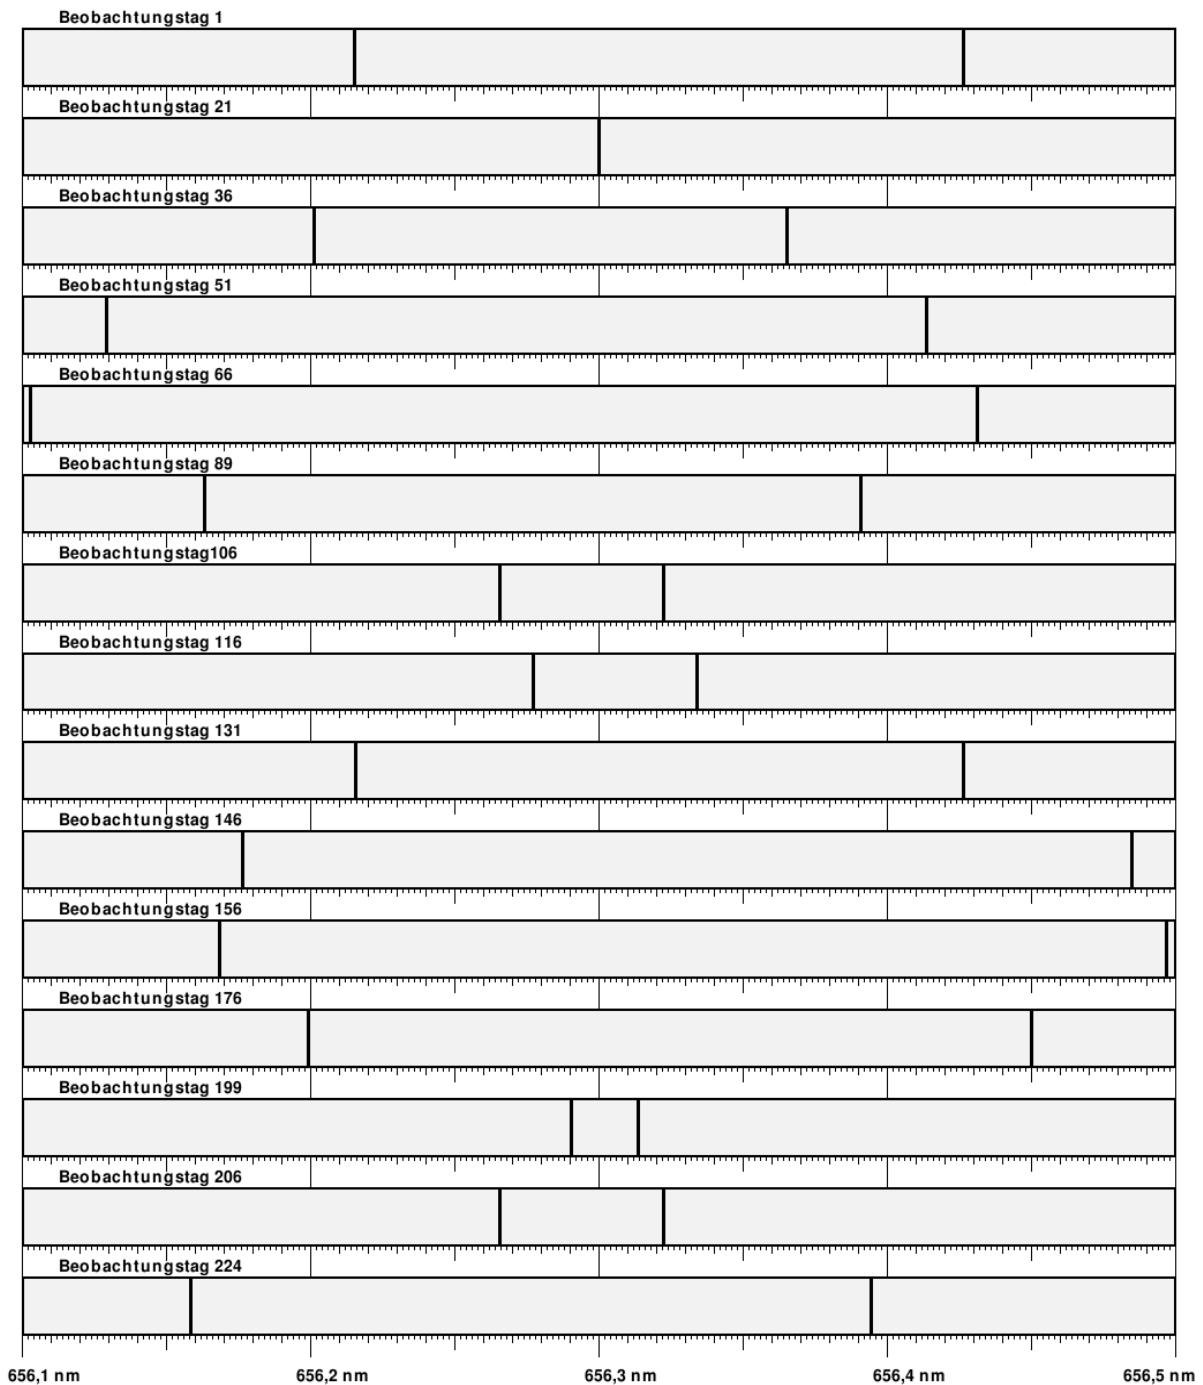 Beobachtungstag 1
Beobachtungstag 21
Beobachtungstag 36
Beobachtungstag 51
Beobachtungstag 66
Beobachtungstag 89
Beobachtungstag106
Beobachtungstag 116
Beobachtungstag 131
Beobachtungstag 146
Beobachtungstag 156
Beobachtungstag 176
Beobachtungstag 199
Beobachtungstag 206
Beobachtungstag 224
656,1 nm 656,2 nm 656,3 nm 656,4 nm 656,5 nm